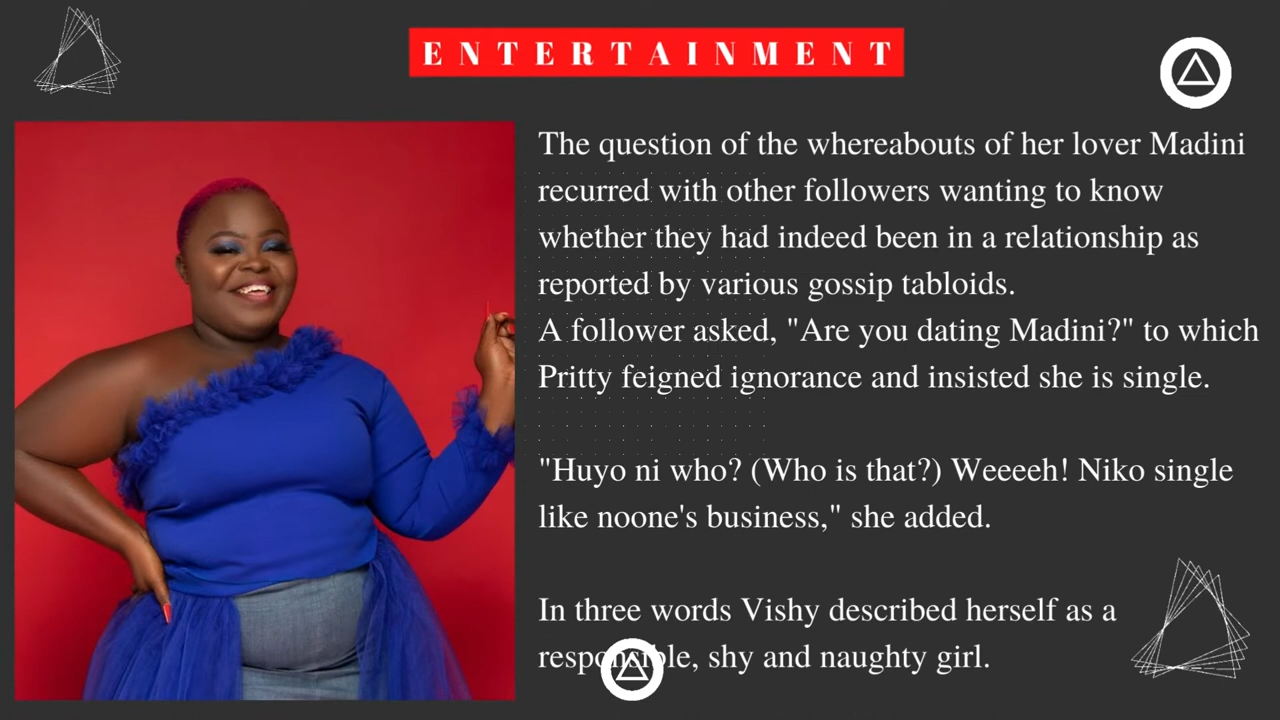 ENTERTAINMENT
The question of the whereabouts of her lover Madini
recurred with other followers wanting to know
whether they had indeed been in a relationship as
reported by various gossip tabloids.
A follower asked, "Are you dating Madini?" to which
Pritty feigned ignorance and insisted she is single.
"Huyo ni who? (Who is that?) Weeeeh! Niko single
like noone's business," she added.
In three words Vishy described herself as a
responsible, shy and naughty girl.